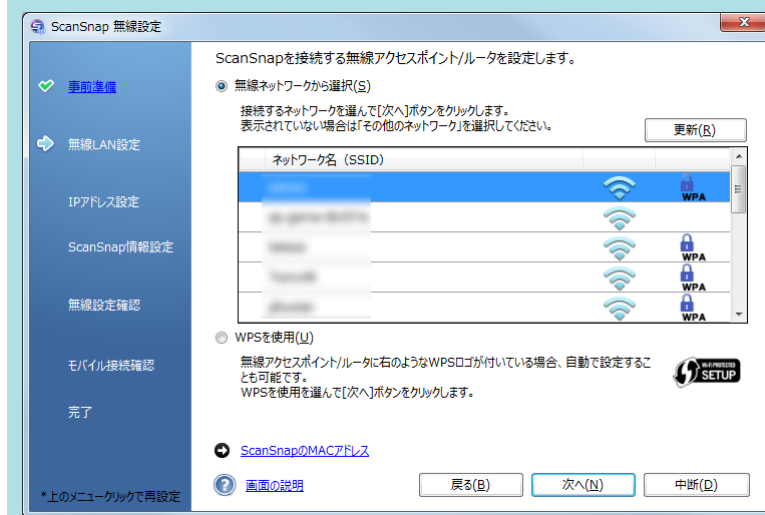 ScanSnap 無線設定
ScanSnapを接続する無線アクセスポイント/ルータを設定します。
事前準備
無線LAN設定
IPアドレス設定
ScanSnap情報設定
無線設定確認
モバイル接続確認
完了
*上のメニュークリックで再設定
無線ネットワークから選択(S)
接続するネットワークを選んで[次へ]ボタンをクリックします。
表示されていない場合は「その他のネットワーク」を選択してください。
更新(R)
ネットワーク名（SSID）
WPA
WPA
WPA
WPA
WPSを使用(U)
無線アクセスポイント/ルータに右のようなWPSロゴが付いている場合、自動で設定するこ
とも可能です。
WPSを使用を選んで[次へ]ボタンをクリックします。
WI-FI PROTECTED
SETUP
ScanSnapのMACアドレス
画面の説明
戻る(B)
次へ(N)
中断(D)